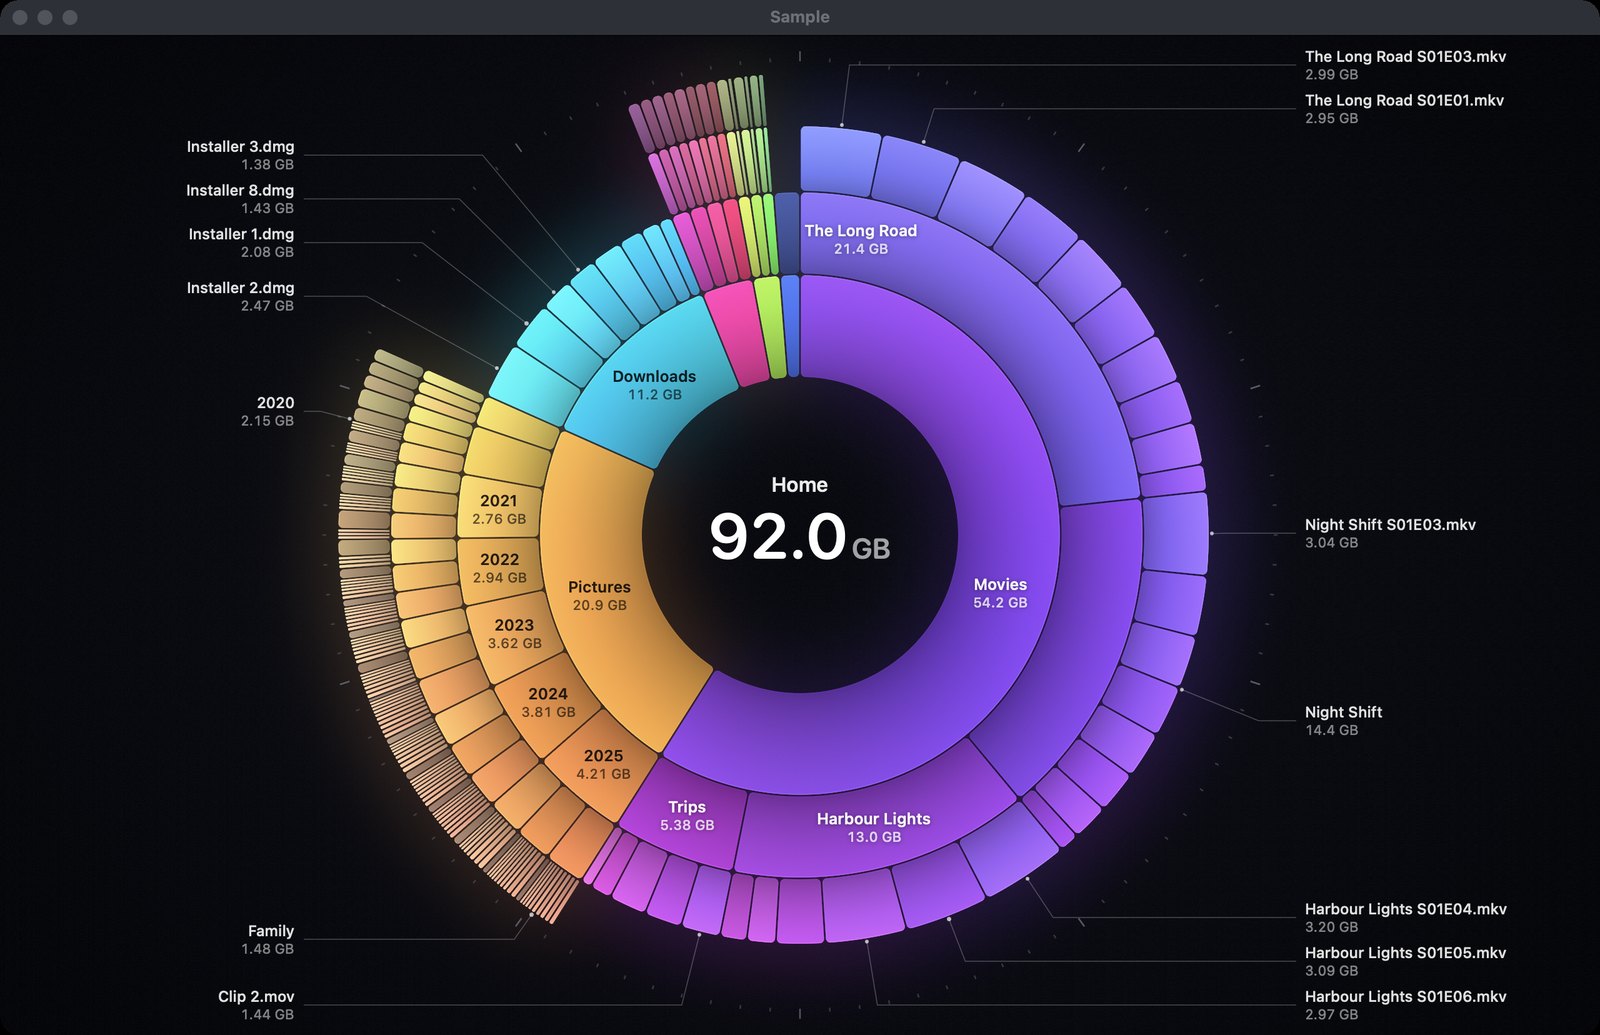 Sample
The Long Road S01E03.mkv
2.99 GB
The Long Road S01E01.mkv
2.95 GB
Installer 3.dmg
1.38 GB
Installer 8.dmg
1.43 GB
Installer 1.dmg
2.08 GB
Installer 2.dmg
2.47 GB
The Long Road
21.4 GB
Downloads
11.2 GB
2020
2.15 GB
Home
92.0 GB
2021
2.76 GB
2022
2.94 GB
2023
3.62 GB
2024
3.81 GB
2025
4.21 GB
Pictures
20.9 GB
Movies
54.2 GB
Night Shift S01E03.mkv
3.04 GB
Night Shift
14.4 GB
Trips
5.38 GB
Harbour Lights
13.0 GB
Harbour Lights S01E04.mkv
3.20 GB
Harbour Lights S01E05.mkv
3.09 GB
Harbour Lights S01E06.mkv
2.97 GB
Family
1.48 GB
Clip 2.mov
1.44 GB